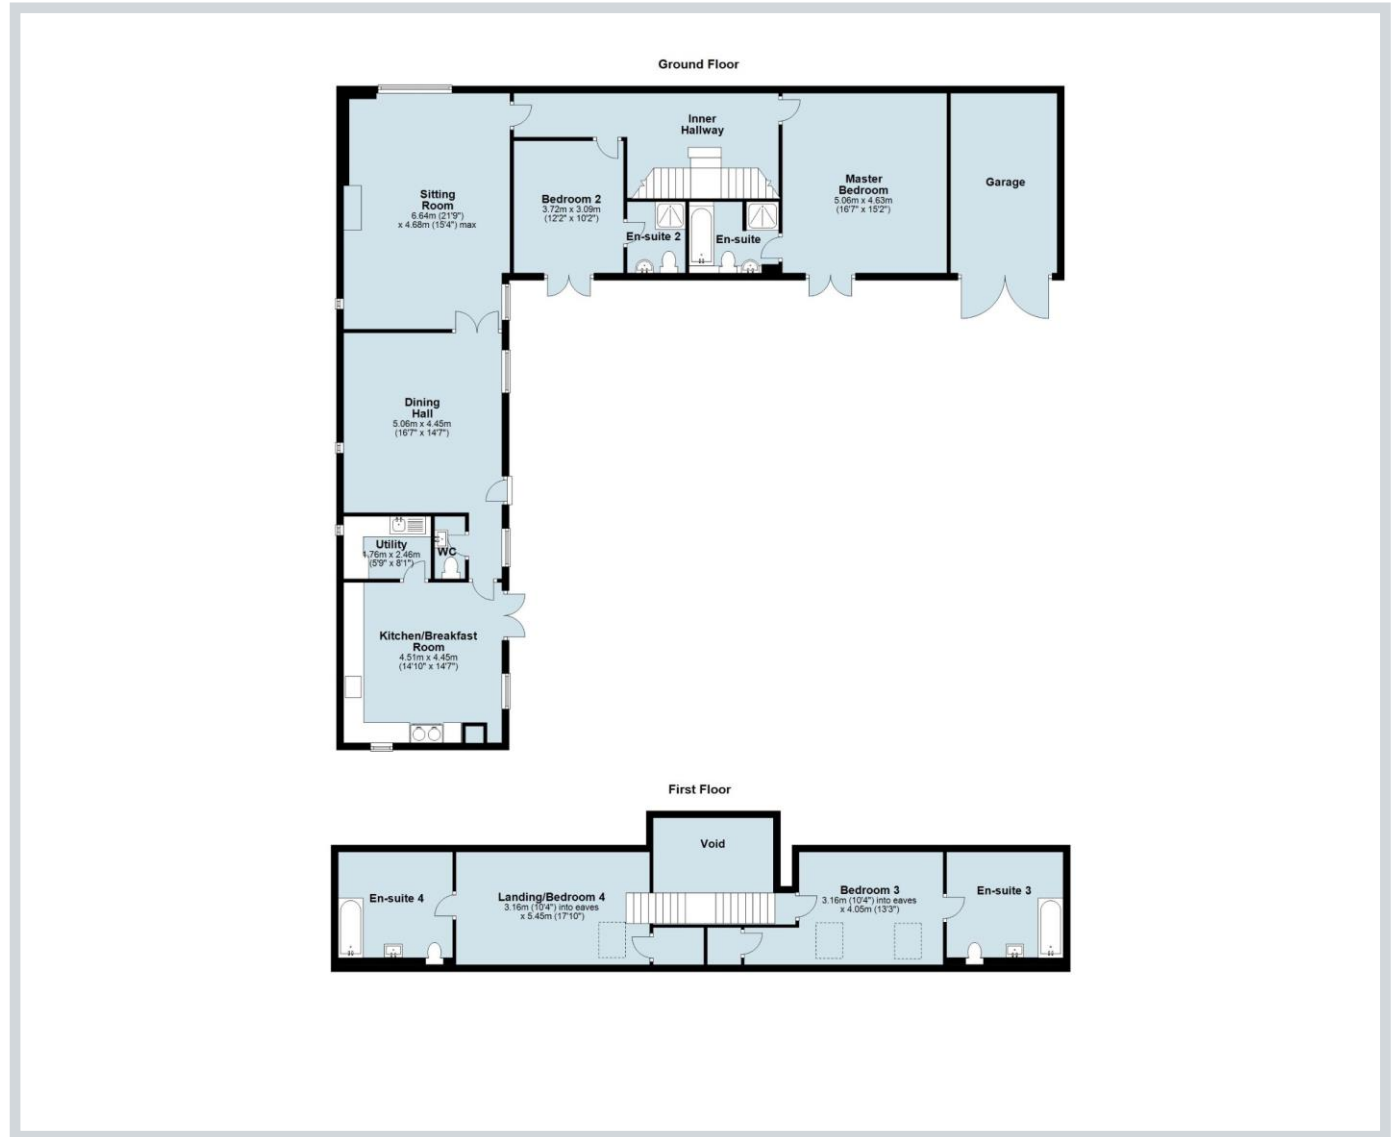 Ground Floor
Inner
Hallway
Sitting
Room
6.64m (21'9")
x 4.68m (15'4") max
Bedroom 2
3.72m x 3.09m
(12'2" x 10'2")
Master
Bedroom
5.06m x 4.63m
(16'7" x 15'2")
Garage
En-suite 2
En-suite
Dining
Hall
5.06m x 4.45m
(16'7" x 14'7")
Utility
1.76m x 2.46m
(5'9" x 8'1")
WC
Kitchen/Breakfast
Room
4.51m x 4.45m
(14'10" x 14'7")
First Floor
Void
En-suite 4
Landing/Bedroom 4
3.16m (10'4") into eaves
x 5.45m (17'10")
Bedroom 3
3.16m (10'4") into eaves
x 4.05m (13'3")
En-suite 3